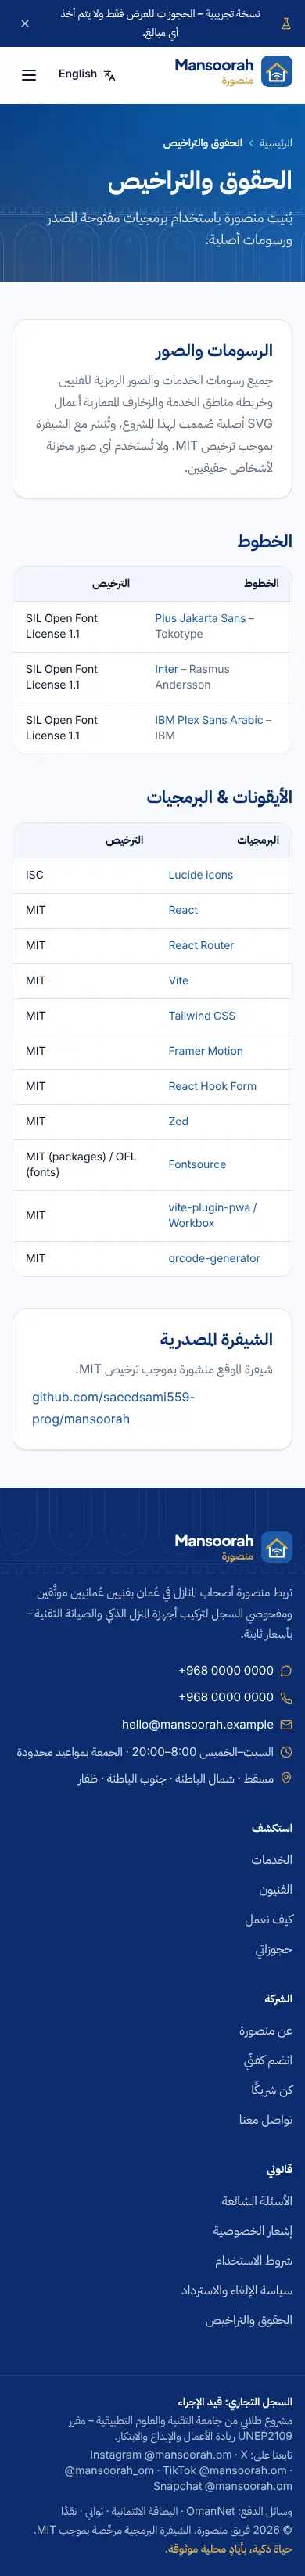 نسخة تجريبية – الحجوزات للعرض فقط ولا يتم أخذ
أي مبالغ.
Mansoorah
منصورة
English
الرئيسية › الحقوق والتراخيص
الحقوق والتراخيص
بُنيت منصورة باستخدام برمجيات مفتوحة المصدر
ورسومات أصلية.
الرسومات والصور
جميع رسومات الخدمات والصور الرمزية للفنيين
وخريطة مناطق الخدمة والزخارف المعمارية أعمال
SVG أصلية صُممت لهذا المشروع، وتُنشر مع الشيفرة
بموجب ترخيص MIT. ولا تُستخدم أي صور مخزنة
لأشخاص حقيقيين.
الخطوط
الخطوط
الترخيص
Plus Jakarta Sans –
Tokotype
SIL Open Font
License 1.1
Inter – Rasmus
Andersson
SIL Open Font
License 1.1
IBM Plex Sans Arabic –
IBM
SIL Open Font
License 1.1
الأيقونات & البرمجيات
البرمجيات
الترخيص
Lucide icons
ISC
React
MIT
React Router
MIT
Vite
MIT
Tailwind CSS
MIT
Framer Motion
MIT
React Hook Form
MIT
Zod
MIT
Fontsource
MIT (packages) / OFL
(fonts)
vite-plugin-pwa /
Workbox
MIT
qrcode-generator
MIT
الشيفرة المصدرية
شيفرة الموقع منشورة بموجب ترخيص MIT.
github.com/saeedsami559-
prog/mansoorah
Mansoorah
منصورة
تربط منصورة أصحاب المنازل في عُمان بفنيين عُمانيين موثَّقين
ومفحوصي السجل لتركيب أجهزة المنزل الذكي والصيانة التقنية –
بأسعار ثابتة.
+968 0000 0000
+968 0000 0000
hello@mansoorah.example
السبت–الخميس 8:00–20:00 · الجمعة بمواعيد محدودة
مسقط · شمال الباطنة · جنوب الباطنة · ظفار
استكشف
الخدمات
الفنيون
كيف نعمل
حجوزاتي
الشركة
عن منصورة
انضم كفنّي
كن شريكًا
تواصل معنا
قانوني
الأسئلة الشائعة
إشعار الخصوصية
شروط الاستخدام
سياسة الإلغاء والاسترداد
الحقوق والتراخيص
السجل التجاري: قيد الإجراء
مشروع طلابي من جامعة التقنية والعلوم التطبيقية – مقرر
UNEP2109 ريادة الأعمال والإبداع والابتكار.
تابعنا على: Instagram @mansoorah.om · X
@mansoorah_om · TikTok @mansoorah.om ·
Snapchat @mansoorah.om
وسائل الدفع: OmanNet · البطاقة الائتمانية · ثواني · نقدًا
© 2026 فريق منصورة. الشيفرة البرمجية مرخّصة بموجب MIT.
حياة ذكية، بأيادٍ محلية موثوقة.